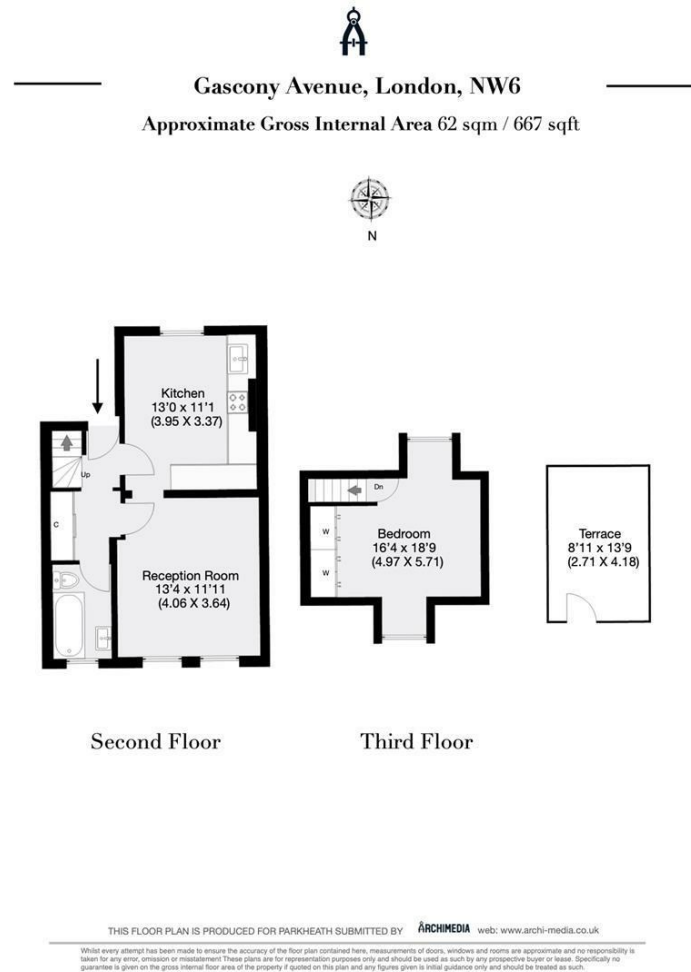 Gascony Avenue, London, NW6
Approximate Gross Internal Area 62 sqm / 667 sqft
N
Kitchen
13'0 x 11'1
(3.95 X 3.37)
Up
C
Reception Room
13'4 x 11'11
(4.06 X 3.64)
Dn
W
W
Bedroom
16'4 x 18'9
(4.97 X 5.71)
Terrace
8'11 x 13'9
(2.71 X 4.18)
Second Floor
Third Floor
THIS FLOOR PLAN IS PRODUCED FOR PARKHEATH SUBMITTED BY ARCHIMEDIA web: www.archi-media.co.uk
Whilst every attempt has been made to ensure the accuracy of the floor plan contained here, measurements of doors, windows and rooms are approximate and no responsibility is
taken for any error, omission or misstatement These plans are for representation purposes only and should be used as such by any prospective buyer or lease. Specifically no
guarantee is given on the gross internal floor area of the property if quoted on this plan and any figures given is initial guidance only and should be treated as such.